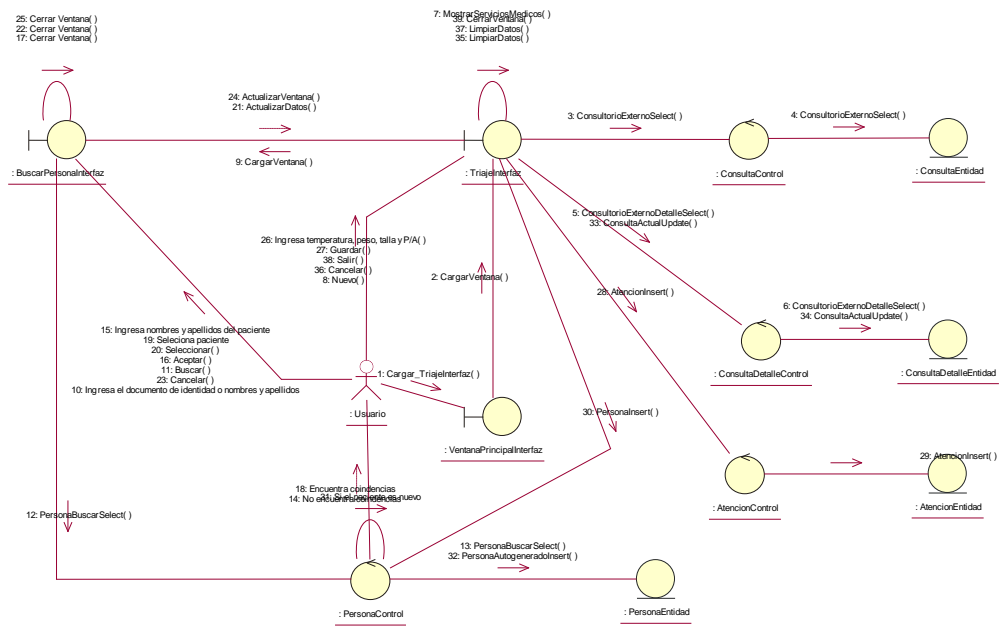 25: Cerrar Ventana( )
22: Cerrar Ventana( )
17: Cerrar Ventana( )
7: MostrarServiciosMedicos( )
39: CerrarVentana( )
37: LimpiarDatos( )
35: LimpiarDatos( )
24: ActualizarVentana( )
21: ActualizarDatos( )
9: CargarVentana( )
3: ConsultorioExternoSelect( )
4: ConsultorioExternoSelect( )
: BuscarPersonaInterfaz
: TriajeInterfaz
: ConsultaControl
: ConsultaEntidad
5: ConsultorioExternoDetalleSelect( )
33: ConsultaActualUpdate( )
26: Ingresa temperatura, peso, talla y P/A( )
27: Guardar( )
38: Salir( )
36: Cancelar( )
8: Nuevo( )
2: CargarVentana( )
28: AtencionInsert( )
6: ConsultorioExternoDetalleSelect( )
34: ConsultaActualUpdate( )
15: Ingresa nombres y apellidos del paciente
19: Seleciona paciente
20: Seleccionar( )
16: Aceptar( )
11: Buscar( )
23: Cancelar( )
10: Ingresa el documento de identidad o nombres y apellidos
1: Cargar_TriajeInterfaz( )
: ConsultaDetalleControl
: ConsultaDetalleEntidad
: Usuario
30: PersonaInsert( )
: VentanaPrincipalInterfaz
29: AtencionInsert( )
18: Encuentra coindencias
31: Si el paciente es nuevo
14: No encuentra coindencias
: AtencionControl
: AtencionEntidad
12: PersonaBuscarSelect( )
13: PersonaBuscarSelect( )
32: PersonaAutogeneradoInsert( )
: PersonaControl
: PersonaEntidad